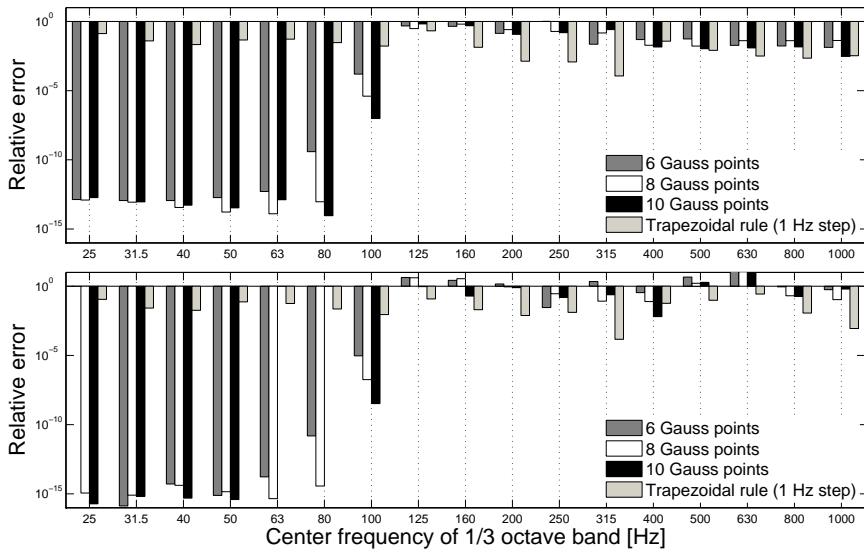 10^0
10^-5
10^-10
10^-15
Relative error
6 Gauss points
8 Gauss points
10 Gauss points
Trapezoidal rule (1 Hz step)
25 31.5 40 50 63 80 100 125 160 200 250 315 400 500 630 800 1000
10^0
10^-5
10^-10
10^-15
Relative error
6 Gauss points
8 Gauss points
10 Gauss points
Trapezoidal rule (1 Hz step)
25 31.5 40 50 63 80 100 125 160 200 250 315 400 500 630 800 1000
Center frequency of 1/3 octave band [Hz]